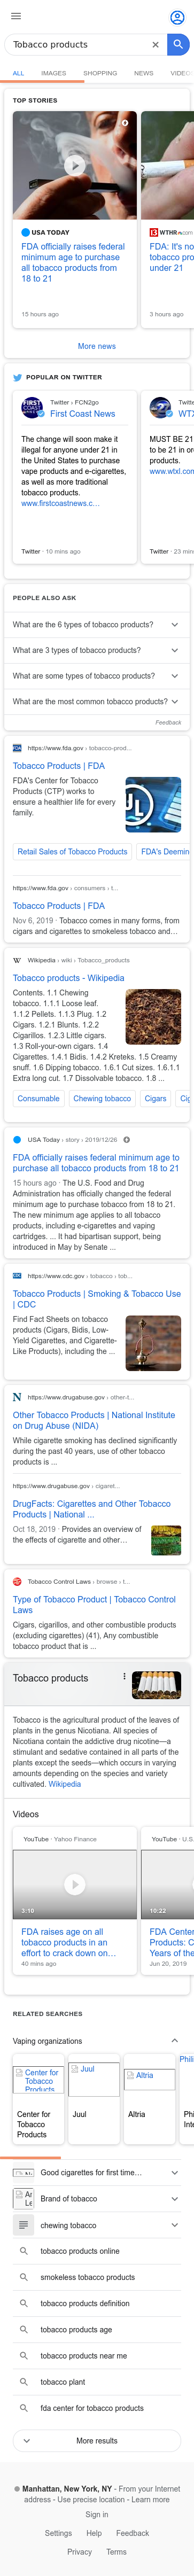 Tobacco products
ALL IMAGES SHOPPING NEWS
TOP STORIES
USA TODAY
FDA officially raises federal
minimum age to purchase
all tobacco products from
18 to 21
15 hours ago
WTHR
FDA: It's no
tobacco pro
under 21
3 hours ago
More news
POPULAR ON TWITTER
Twitter › FCN2go
First Coast News
The change will soon make it
illegal for anyone under 21 in
the United States to purchase
vape products and e-cigarettes,
as well as more traditional
tobacco products.
www.firstcoastnews.c...
Twitter · 10 mins ago
Twitte
WTX
MUST BE 21
to be 21 in ord
products.
www.wtxl.con
Twitter · 23 min
PEOPLE ALSO ASK
What are the 6 types of tobacco products?
What are 3 types of tobacco products?
What are some types of tobacco products?
What are the most common tobacco products?
Feedback
https://www.fda.gov › tobacco-prod...
Tobacco Products | FDA
FDA's Center for Tobacco
Products (CTP) works to
ensure a healthier life for every
family.
Retail Sales of Tobacco Products
FDA's Deemin
https://www.fda.gov › consumers › t...
Tobacco Products | FDA
Nov 6, 2019 · Tobacco comes in many forms, from
cigars and cigarettes to smokeless tobacco and...
Wikipedia › wiki › Tobacco_products
Tobacco products - Wikipedia
Contents. 1.1 Chewing
tobacco. 1.1.1 Loose leaf.
1.1.2 Pellets. 1.1.3 Plug. 1.2
Cigars. 1.2.1 Blunts. 1.2.2
Cigarillos. 1.2.3 Little cigars.
1.3 Roll-your-own cigars. 1.4
Cigarettes. 1.4.1 Bidis. 1.4.2 Kreteks. 1.5 Creamy
snuff. 1.6 Dipping tobacco. 1.6.1 Cut sizes. 1.6.1.1
Extra long cut. 1.7 Dissolvable tobacco. 1.8 ...
Consumable
Chewing tobacco
Cigars
Cig
USA Today › story › 2019/12/26
FDA officially raises federal minimum age to
purchase all tobacco products from 18 to 21
15 hours ago · The U.S. Food and Drug
Administration has officially changed the federal
minimum age to buy tobacco from 18 to 21.
The new minimum age applies to all tobacco
products, including e-cigarettes and vaping
cartridges. ... It had bipartisan support, being
introduced in May by Senate ...
https://www.cdc.gov › tobacco › tob...
Tobacco Products | Smoking & Tobacco Use
| CDC
Find Fact Sheets on tobacco
products (Cigars, Bidis, Low-
Yield Cigarettes, and Cigarette-
Like Products), including the ...
https://www.drugabuse.gov › other-t...
Other Tobacco Products | National Institute
on Drug Abuse (NIDA)
While cigarette smoking has declined significantly
during the past 40 years, use of other tobacco
products is ...
https://www.drugabuse.gov › cigaret...
DrugFacts: Cigarettes and Other Tobacco
Products | National ...
Oct 18, 2019 · Provides an overview of
the effects of cigarette and other...
Tobacco Control Laws › browse › t...
Type of Tobacco Product | Tobacco Control
Laws
Cigars, cigarillos, and other combustible products
(excluding cigarettes) (41), Any combustible
tobacco product that is ...
Tobacco products
Tobacco is the agricultural product of the leaves of
plants in the genus Nicotiana. All species of
Nicotiana contain the addictive drug nicotine—a
stimulant and sedative contained in all parts of the
plants except the seeds—which occurs in varying
amounts depending on the species and variety
cultivated. Wikipedia
Videos
YouTube · Yahoo Finance
3:10
FDA raises age on all
tobacco products in an
effort to crack down on...
40 mins ago
YouTube · U.S.
10:22
FDA Center
Products: C
Years of the
Jun 20, 2019
RELATED SEARCHES
Vaping organizations
Center for
Tobacco
Products
Center for
Tobacco
Products
Juul
Juul
Altria
Altria
Phili
Phi
Inte
Good cigarettes for first time...
Brand of tobacco
chewing tobacco
tobacco products online
smokeless tobacco products
tobacco products definition
tobacco products age
tobacco products near me
tobacco plant
fda center for tobacco products
More results
Manhattan, New York, NY - From your Internet
address - Use precise location - Learn more
Sign in
Settings Help Feedback
Privacy Terms